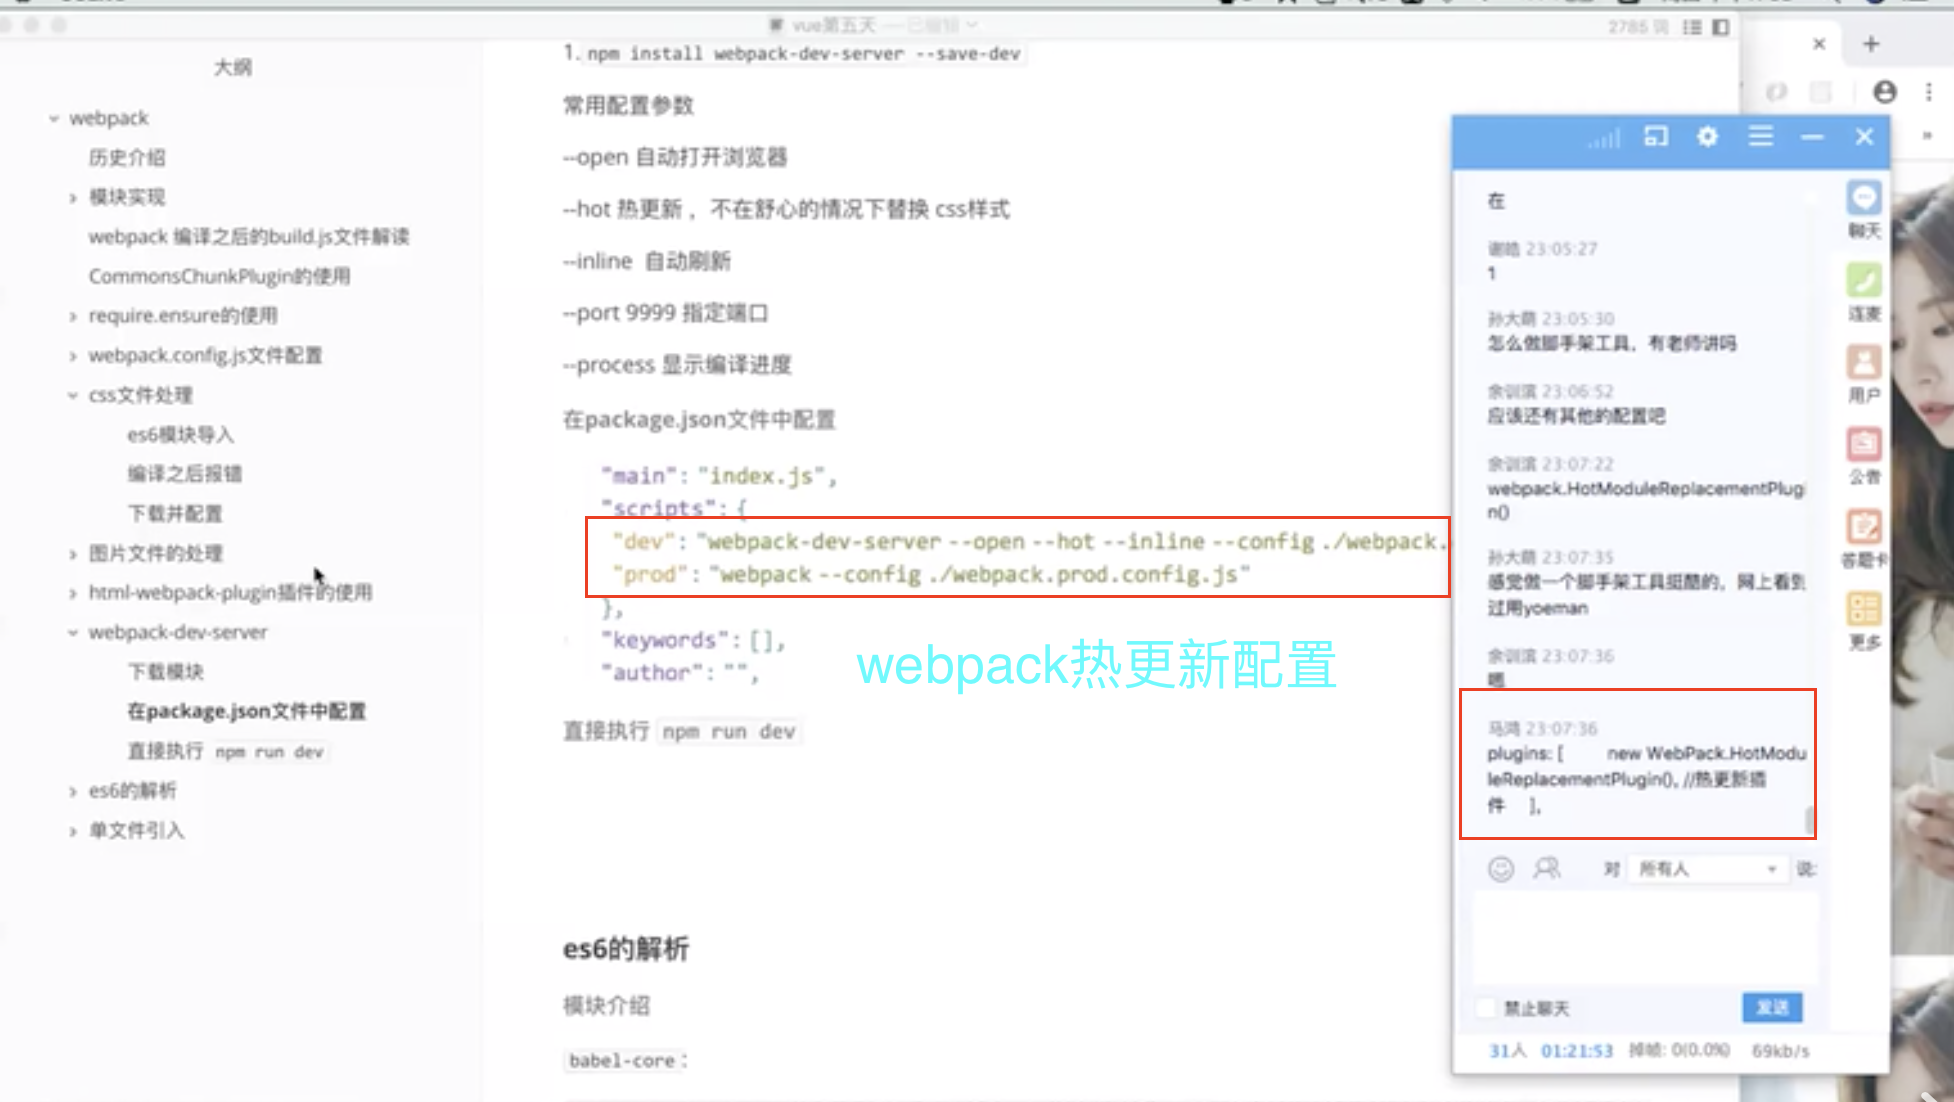 vue第五天 — 已编辑
2785 词
大纲
webpack
历史介绍
模块实现
webpack 编译之后的build.js文件解读
CommonsChunkPlugin的使用
require.ensure的使用
webpack.config.js文件配置
css文件处理
es6模块导入
编译之后报错
下载并配置
图片文件的处理
html-webpack-plugin插件的使用
webpack-dev-server
下载模块
在package.json文件中配置
直接执行 npm run dev
es6的解析
单文件引入
1. npm install webpack-dev-server --save-dev
常用配置参数
--open 自动打开浏览器
--hot 热更新 ，不在舒心的情况下替换 css样式
--inline 自动刷新
--port 9999 指定端口
--process 显示编译进度
在package.json文件中配置
"main": "index.js",
"scripts": {
"dev": "webpack-dev-server --open --hot --inline --config ./webpack.
"prod": "webpack --config ./webpack.prod.config.js"
},
"keywords": [],
"author": "",
webpack热更新配置
直接执行 npm run dev
es6的解析
模块介绍
babel-core：
在
谢皓 23:05:27
1
孙大萌 23:05:30
怎么做脚手架工具，有老师讲吗
余训滨 23:06:52
应该还有其他的配置吧
余训滨 23:07:22
webpack.HotModuleReplacementPlugi
n()
孙大萌 23:07:35
感觉做一个脚手架工具挺酷的，网上看到
过用yoeman
余训滨 23:07:36
嗯
马鸿 23:07:36
plugins: [ new WebPack.HotModu
leReplacementPlugin(), //热更新插
件 ],
对 所有人 说:
禁止聊天
发送
31人 01:21:53 掉帧: 0(0.0%) 69kb/s
聊天
连麦
用户
公告
答题卡
更多